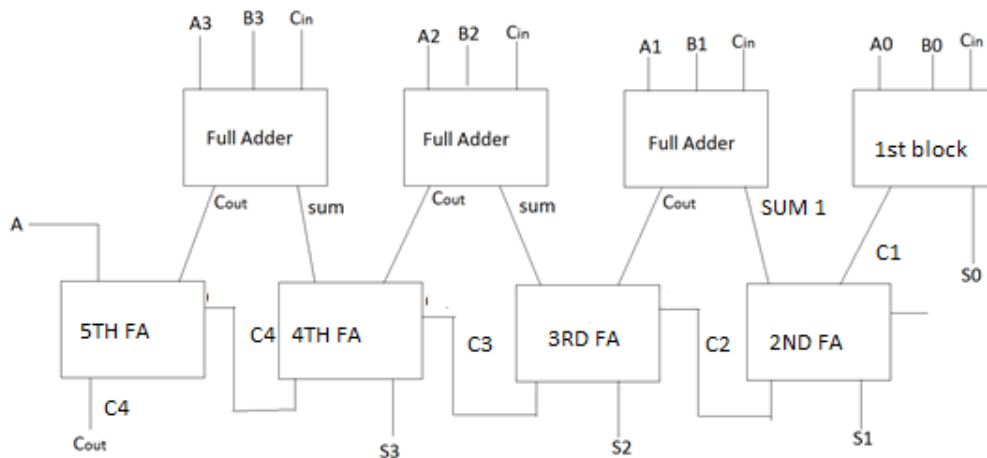 A3 B3 Cin
A2 B2 Cin
A1 B1 Cin
A0 B0 Cin
Full Adder
Full Adder
Full Adder
1st block
Cout sum
Cout sum
Cout SUM 1
C1
S0
A
5TH FA
C4
4TH FA
C3
3RD FA
C2
2ND FA
C4
Cout
S3
S2
S1